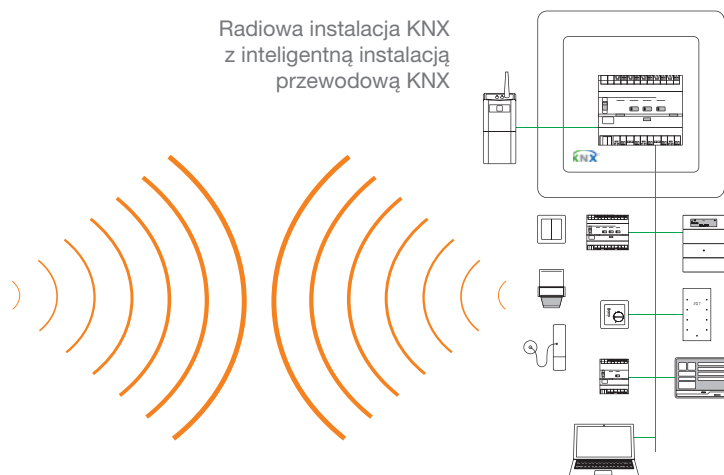 Radiowa instalacja KNX
z inteligentną instalacją
przewodową KNX
KNX